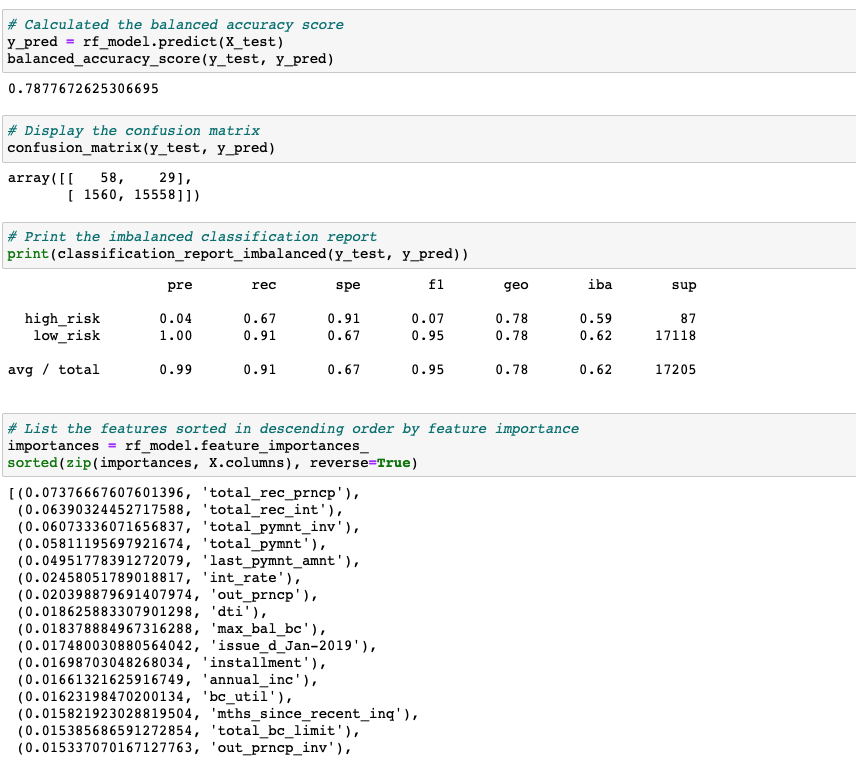 # Calculated the balanced accuracy score
y_pred = rf_model.predict(X_test)
balanced_accuracy_score(y_test, y_pred)
0.7877672625306695
# Display the confusion matrix
confusion_matrix(y_test, y_pred)
array([[   58,    29],
       [ 1560, 15558]])
# Print the imbalanced classification report
print(classification_report_imbalanced(y_test, y_pred))
                   pre       rec       spe        f1       geo       iba       sup
  high_risk       0.04      0.67      0.91      0.07      0.78      0.59        87
   low_risk       1.00      0.91      0.67      0.95      0.78      0.62     17118
avg / total       0.99      0.91      0.67      0.95      0.78      0.62     17205
# List the features sorted in descending order by feature importance
importances = rf_model.feature_importances_
sorted(zip(importances, X.columns), reverse=True)
[(0.07376667607601396, 'total_rec_prncp'),
 (0.06390324452717588, 'total_rec_int'),
 (0.06073336071656837, 'total_pymnt_inv'),
 (0.05811195697921674, 'total_pymnt'),
 (0.04951778391272079, 'last_pymnt_amnt'),
 (0.02458051789018817, 'int_rate'),
 (0.020398879691407974, 'out_prncp'),
 (0.018625883307901298, 'dti'),
 (0.018378884967316288, 'max_bal_bc'),
 (0.017480030880564042, 'issue_d_Jan-2019'),
 (0.01698703048268034, 'installment'),
 (0.01661321625916749, 'annual_inc'),
 (0.01623198470200134, 'bc_util'),
 (0.015821923028819504, 'mths_since_recent_inq'),
 (0.015385686591272854, 'total_bc_limit'),
 (0.015337070167127763, 'out_prncp_inv'),